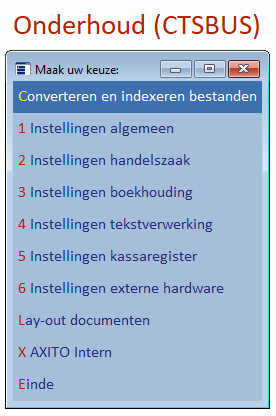 Onderhoud (CTSBUS)
Maak uw keuze:
Converteren en indexeren bestanden
1 Instellingen algemeen
2 Instellingen handelszaak
3 Instellingen boekhouding
4 Instellingen tekstverwerking
5 Instellingen kassaregister
6 Instellingen externe hardware
Lay-out documenten
X AXITO Intern
Einde